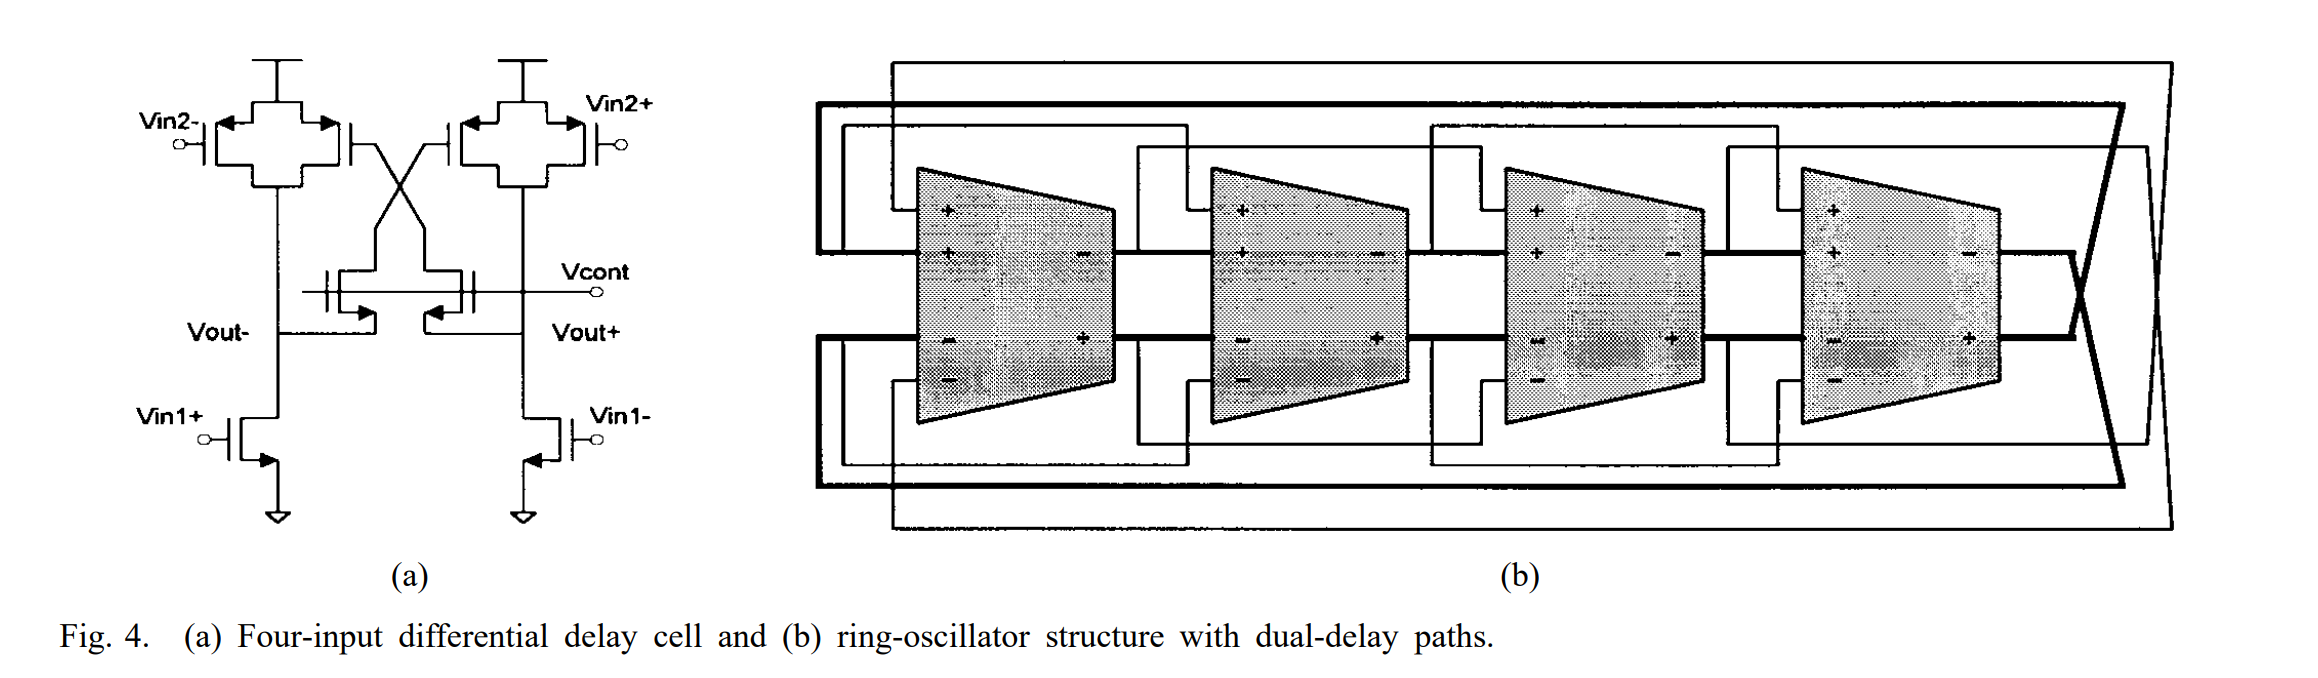 Vin2-
Vin2+
Vcont
Vout-
Vout+
Vin1+
Vin1-
+ + + +
+ - + - + - + -
- + - + - + - +
- - - -
(a)
(b)
Fig. 4. (a) Four-input differential delay cell and (b) ring-oscillator structure with dual-delay paths.